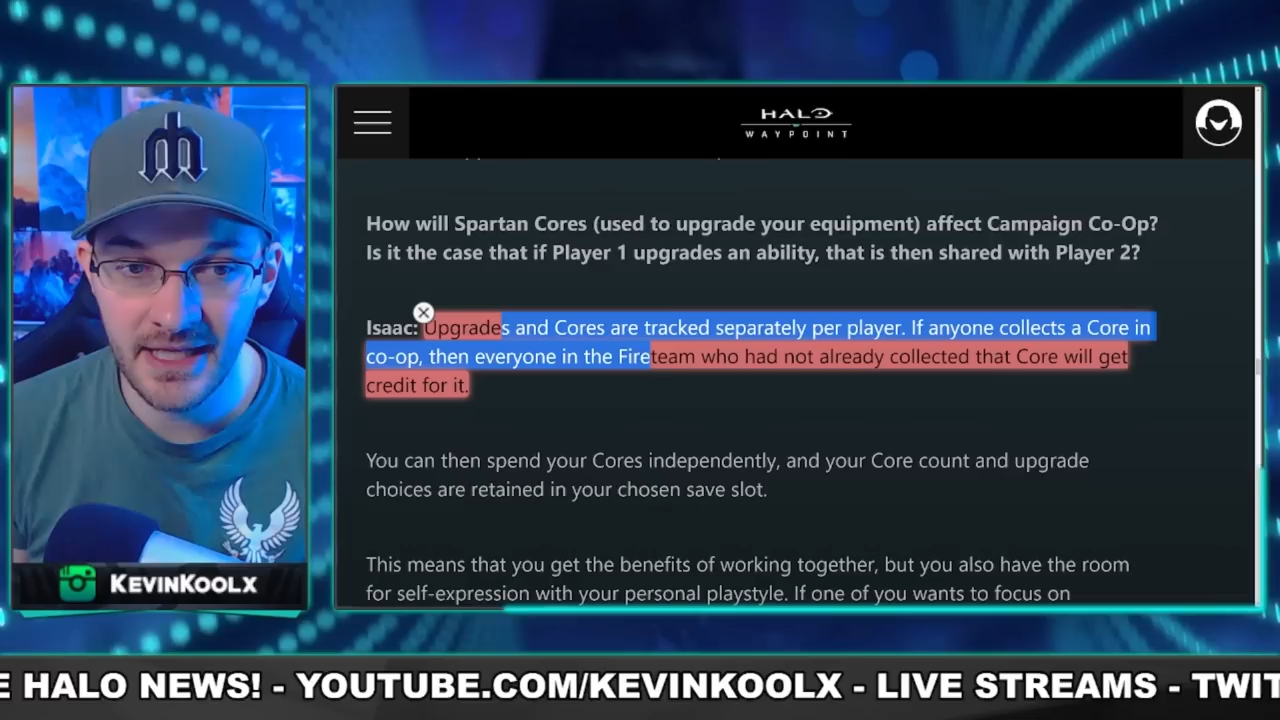 HALO
WAYPOINT
How will Spartan Cores (used to upgrade your equipment) affect Campaign Co-Op?
Is it the case that if Player 1 upgrades an ability, that is then shared with Player 2?
Isaac: Upgrades and Cores are tracked separately per player. If anyone collects a Core in
co-op, then everyone in the Fireteam who had not already collected that Core will get
credit for it.
You can then spend your Cores independently, and your Core count and upgrade
choices are retained in your chosen save slot.
This means that you get the benefits of working together, but you also have the room
for self-expression with your personal playstyle. If one of you wants to focus on
KEVINKOOLX
E HALO NEWS! - YOUTUBE.COM/KEVINKOOLX - LIVE STREAMS - TWIT